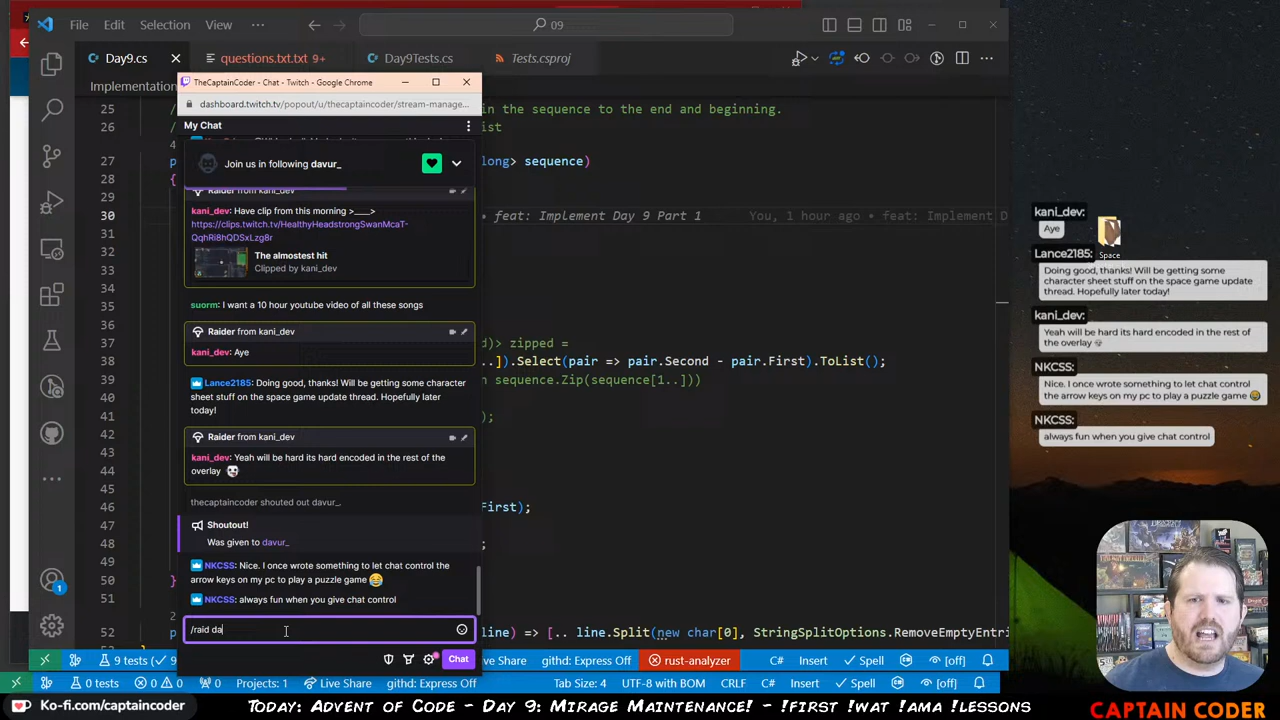 File Edit Selection View ··· 09
Day9.cs questions.txt.txt 9+ Day9Tests.cs Tests.csproj
Implementation
TheCaptainCoder - Chat - Twitch - Google Chrome
dashboard.twitch.tv/popout/u/thecaptaincoder/stream-manage...
My Chat
Join us in following davur_
Raider from kani_dev
kani_dev: Have clip from this morning >____>
https://clips.twitch.tv/HealthyHeadstrongSwanMcaT-
QqhRi8hQDSxLzg8r
The almostest hit
Clipped by kani_dev
suorm: I want a 10 hour youtube video of all these songs
Raider from kani_dev
kani_dev: Aye
Lance2185: Doing good, thanks! Will be getting some character
sheet stuff on the space game update thread. Hopefully later
today!
Raider from kani_dev
kani_dev: Yeah will be hard its hard encoded in the rest of the
overlay
thecaptaincoder shouted out davur_.
Shoutout!
Was given to davur_
NKCSS: Nice. I once wrote something to let chat control the
arrow keys on my pc to play a puzzle game 😂
NKCSS: always fun when you give chat control
/raid da
Chat
25 in the sequence to the end and beginning.
26 list
27 long> sequence)
28 {
29
30 • feat: Implement Day 9 Part 1 You, 1 hour ago • feat: Implement D
31
32
33
34
35
36 d)> zipped =
38 ..]).Select(pair => pair.Second - pair.First).ToList();
39 n sequence.Zip(sequence[1..]))
40
41 );
42
43
44
45
46 First);
47
48 ;
49
50 }
52 line) => [.. line.Split(new char[0], StringSplitOptions.RemoveEmptyEntri
9 tests Live Share githd: Express Off rust-analyzer C# Insert Spell [off]
0 tests 0 0 0 Projects: 1 Live Share githd: Express Off Tab Size: 4 UTF-8 with BOM CRLF C# Insert Spell [off]
kani_dev:
Aye
Space
Lance2185:
Doing good, thanks! Will be getting some
character sheet stuff on the space game update
thread. Hopefully later today!
kani_dev:
Yeah will be hard its hard encoded in the rest of
the overlay
NKCSS:
Nice. I once wrote something to let chat control
the arrow keys on my pc to play a puzzle game 😂
NKCSS:
always fun when you give chat control
Ko-fi.com/captaincoder Today: Advent of Code - Day 9: Mirage Maintenance! - !first !wat !ama !lessons
CAPTAIN CODER